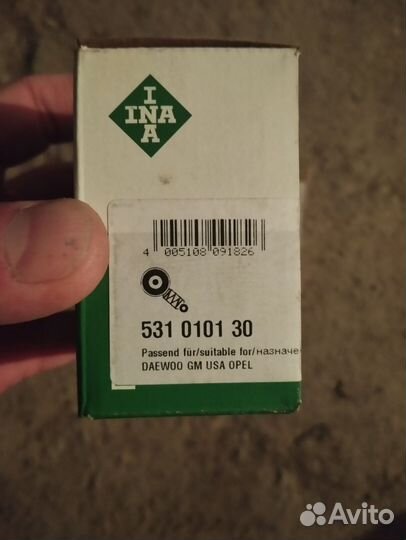 I
INA
A
4 005108 091826
531 0101 30
Passend für/suitable for/назначе
DAEWOO GM USA OPEL
Avito